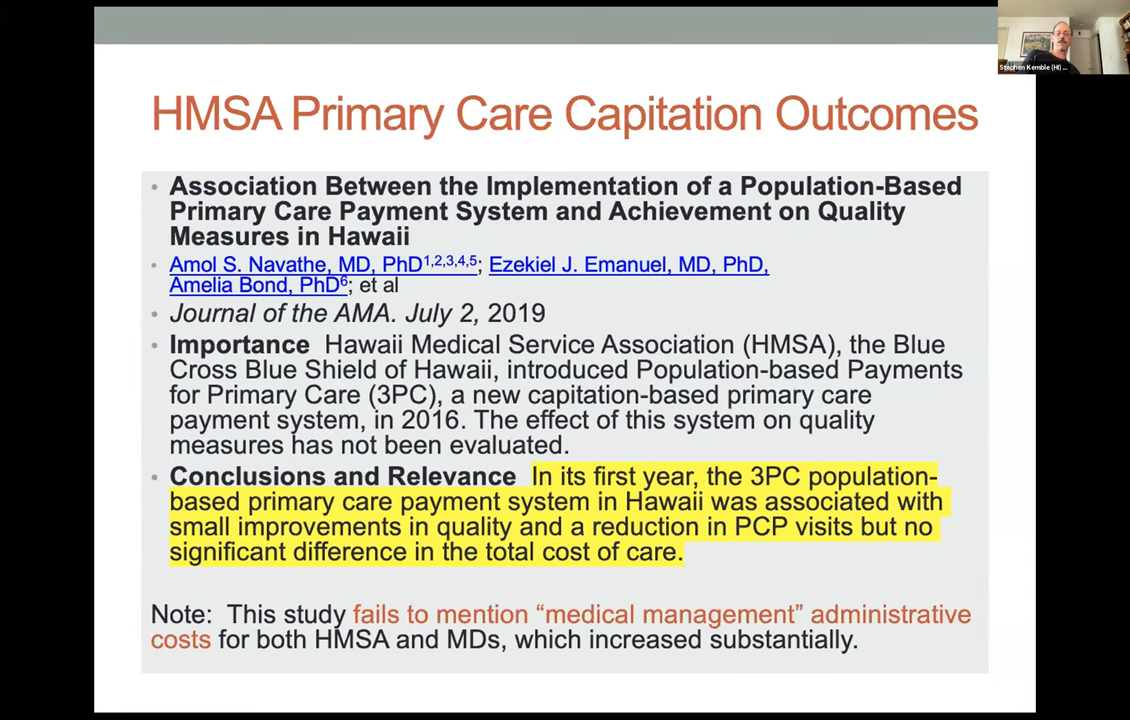 Stephen Kemble (HI) ...
HMSA Primary Care Capitation Outcomes
• Association Between the Implementation of a Population-Based
Primary Care Payment System and Achievement on Quality
Measures in Hawaii
• Amol S. Navathe, MD, PhD1,2,3,4,5; Ezekiel J. Emanuel, MD, PhD,
Amelia Bond, PhD6; et al
• Journal of the AMA. July 2, 2019
• Importance Hawaii Medical Service Association (HMSA), the Blue
Cross Blue Shield of Hawaii, introduced Population-based Payments
for Primary Care (3PC), a new capitation-based primary care
payment system, in 2016. The effect of this system on quality
measures has not been evaluated.
• Conclusions and Relevance In its first year, the 3PC population-
based primary care payment system in Hawaii was associated with
small improvements in quality and a reduction in PCP visits but no
significant difference in the total cost of care.
Note: This study fails to mention “medical management” administrative
costs for both HMSA and MDs, which increased substantially.